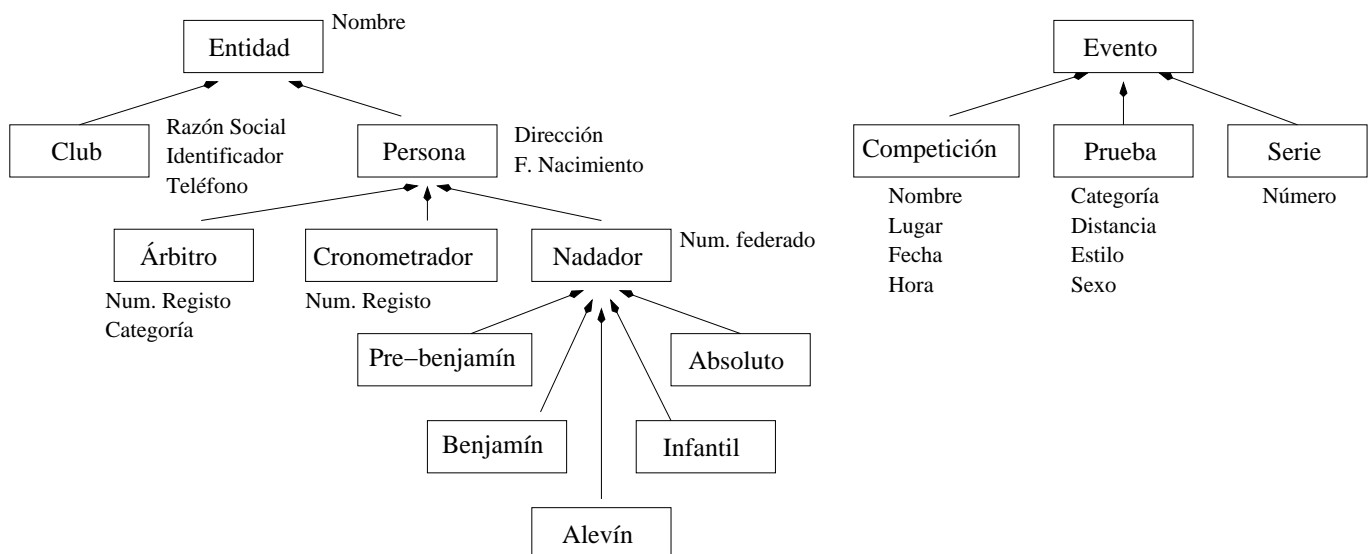 Nombre
Entidad
Evento
Club
Razón Social
Identificador
Teléfono
Persona
Dirección
F. Nacimiento
Competición
Prueba
Serie
Nombre
Lugar
Fecha
Hora
Categoría
Distancia
Estilo
Sexo
Número
Árbitro
Cronometrador
Nadador
Num. federado
Num. Registo
Categoría
Num. Registo
Pre−benjamín
Absoluto
Benjamín
Infantil
Alevín